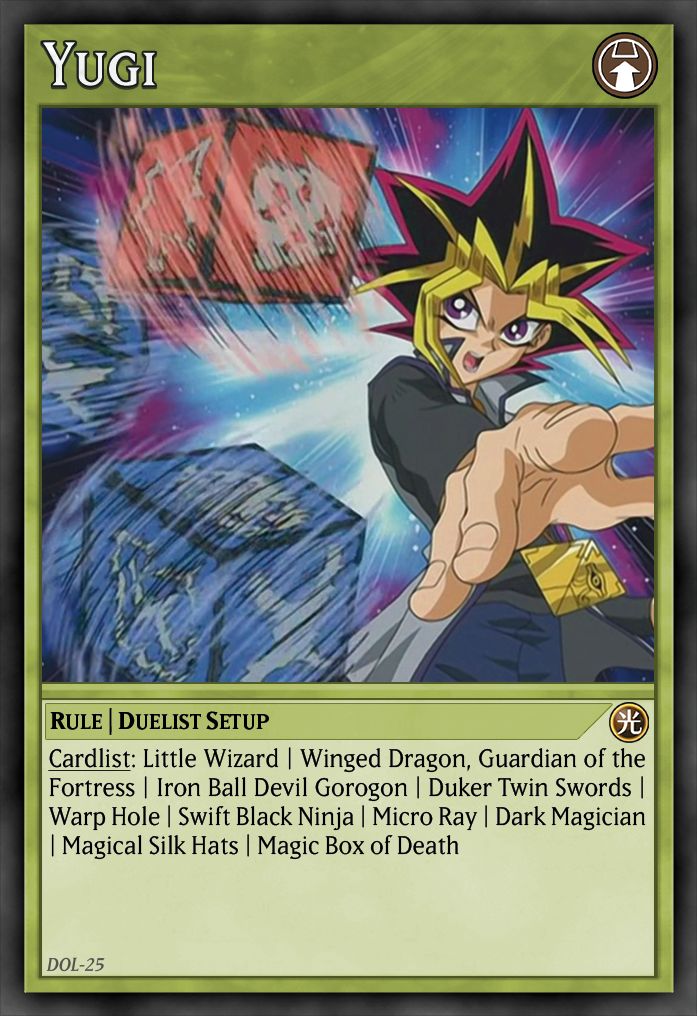 Yugi
Rule | Duelist Setup
光
Cardlist: Little Wizard | Winged Dragon, Guardian of the
Fortress | Iron Ball Devil Gorogon | Duker Twin Swords |
Warp Hole | Swift Black Ninja | Micro Ray | Dark Magician
| Magical Silk Hats | Magic Box of Death
DOL-25